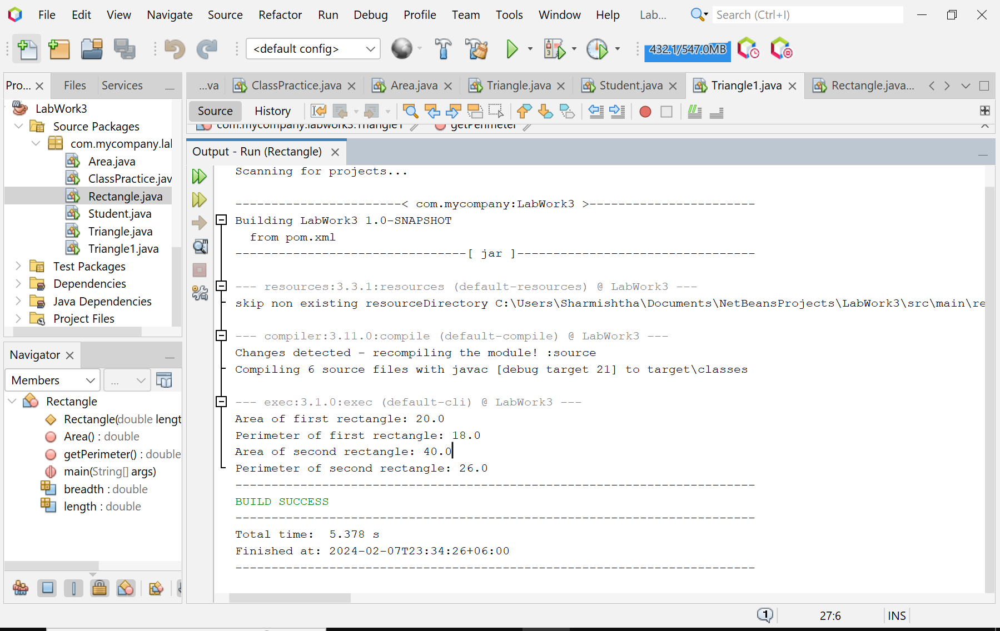 File Edit View Navigate Source Refactor Run Debug Profile Team Tools Window Help Lab... Search (Ctrl+I)
<default config> 432.1/547.0MB
Pro... Files Services
...va ClassPractice.java Area.java Triangle.java Student.java Triangle1.java Rectangle.java...
Source History
com.mycompany.labwork3.Triangle1 getPerimeter
LabWork3
Source Packages
com.mycompany.lal
Area.java
ClassPractice.jav
Rectangle.java
Student.java
Triangle.java
Triangle1.java
Test Packages
Dependencies
Java Dependencies
Project Files
Navigator
Members ...
Rectangle
Rectangle(double lengt
Area() : double
getPerimeter() : double
main(String[] args)
breadth : double
length : double
Output - Run (Rectangle)
Scanning for projects...
-----------------------< com.mycompany:LabWork3 >-----------------------
Building LabWork3 1.0-SNAPSHOT
from pom.xml
--------------------------------[ jar ]---------------------------------
--- resources:3.3.1:resources (default-resources) @ LabWork3 ---
skip non existing resourceDirectory C:\Users\Sharmishtha\Documents\NetBeansProjects\LabWork3\src\main\re
--- compiler:3.11.0:compile (default-compile) @ LabWork3 ---
Changes detected - recompiling the module! :source
Compiling 6 source files with javac [debug target 21] to target\classes
--- exec:3.1.0:exec (default-cli) @ LabWork3 ---
Area of first rectangle: 20.0
Perimeter of first rectangle: 18.0
Area of second rectangle: 40.0
Perimeter of second rectangle: 26.0
------------------------------------------------------------------------
BUILD SUCCESS
------------------------------------------------------------------------
Total time:  5.378 s
Finished at: 2024-02-07T23:34:26+06:00
------------------------------------------------------------------------
1 27:6 INS